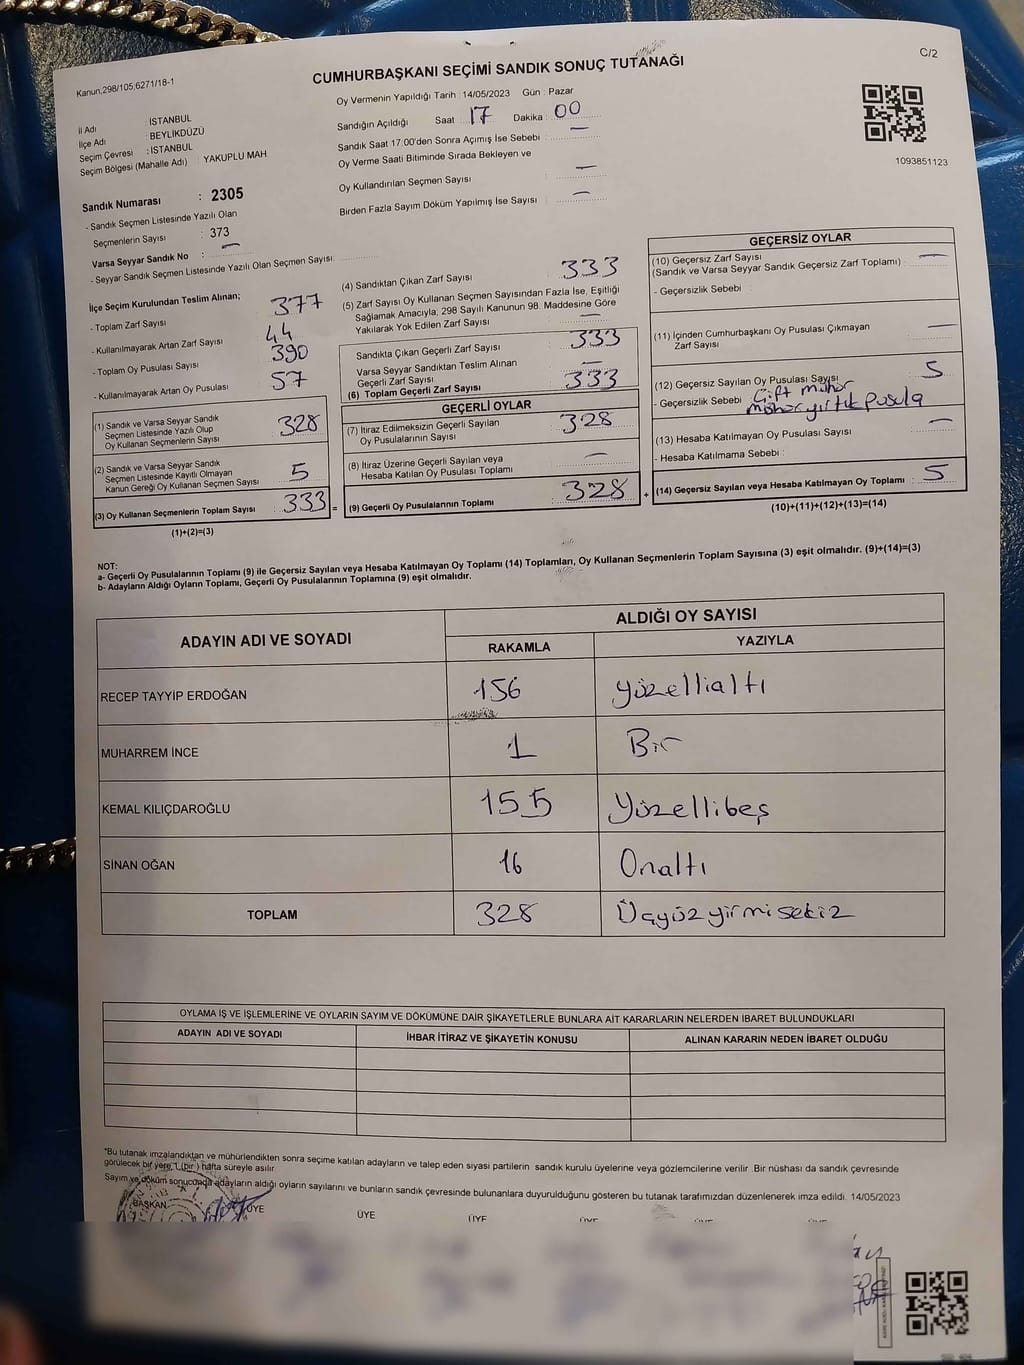 Kanun;298/105;6271/18-1
C/2
CUMHURBAŞKANI SEÇİMİ SANDIK SONUÇ TUTANAĞI
Oy Vermenin Yapıldığı Tarih : 14/05/2023 Gün : Pazar
Sandığın Açıldığı Saat : 17 Dakika : 00
Sandık Saat 17:00'den Sonra Açımış İse Sebebi : —
Oy Verme Saati Bitiminde Sırada Bekleyen ve
Oy Kullandırılan Seçmen Sayısı : —
Birden Fazla Sayım Döküm Yapılmış İse Sayısı : —
1093851123
İl Adı : İSTANBUL
İlçe Adı : BEYLİKDÜZÜ
Seçim Çevresi : İSTANBUL
Seçim Bölgesi (Mahalle Adı) : YAKUPLU MAH
Sandık Numarası : 2305
- Sandık Seçmen Listesinde Yazılı Olan
Seçmenlerin Sayısı : 373
Varsa Seyyar Sandık No : —
- Seyyar Sandık Seçmen Listesinde Yazılı Olan Seçmen Sayısı:
İlçe Seçim Kurulundan Teslim Alınan;
- Toplam Zarf Sayısı 377
- Kullanılmayarak Artan Zarf Sayısı 44
- Toplam Oy Pusulası Sayısı 390
- Kullanılmayarak Artan Oy Pusulası 57
(1) Sandık ve Varsa Seyyar Sandık
Seçmen Listesinde Yazılı Olup
Oy Kullanan Seçmenlerin Sayısı 328
(2) Sandık ve Varsa Seyyar Sandık
Seçmen Listesinde Kayıtlı Olmayan
Kanun Gereği Oy Kullanan Seçmen Sayısı 5
(3) Oy Kullanan Seçmenlerin Toplam Sayısı 333 =
(1)+(2)=(3)
(4) Sandıktan Çıkan Zarf Sayısı 333
(5) Zarf Sayısı Oy Kullanan Seçmen Sayısından Fazla İse, Eşitliği
Sağlamak Amacıyla, 298 Sayılı Kanunun 98. Maddesine Göre
Yakılarak Yok Edilen Zarf Sayısı —
Sandıkta Çıkan Geçerli Zarf Sayısı 333
Varsa Seyyar Sandıktan Teslim Alınan
Geçerli Zarf Sayısı —
(6) Toplam Geçerli Zarf Sayısı 333
GEÇERLİ OYLAR
(7) İtiraz Edilmeksizin Geçerli Sayılan
Oy Pusulalarının Sayısı 328
(8) İtiraz Üzerine Geçerli Sayılan veya
Hesaba Katılan Oy Pusulası Toplamı —
(9) Geçerli Oy Pusulalarının Toplamı 328 +
GEÇERSİZ OYLAR
(10) Geçersiz Zarf Sayısı
(Sandık ve Varsa Seyyar Sandık Geçersiz Zarf Toplamı) : —
- Geçersizlik Sebebi
(11) İçinden Cumhurbaşkanı Oy Pusulası Çıkmayan
Zarf Sayısı —
(12) Geçersiz Sayılan Oy Pusulası Sayısı 5
- Geçersizlik Sebebi Çift mühür
mühür yırtık pusula
(13) Hesaba Katılmayan Oy Pusulası Sayısı —
- Hesaba Katılmama Sebebi :
(14) Geçersiz Sayılan veya Hesaba Katılmayan Oy Toplamı : 5
(10)+(11)+(12)+(13)=(14)
NOT:
a- Geçerli Oy Pusulalarının Toplamı (9) ile Geçersiz Sayılan veya Hesaba Katılmayan Oy Toplamı (14) Toplamları, Oy Kullanan Seçmenlerin Toplam Sayısına (3) eşit olmalıdır. (9)+(14)=(3)
b- Adayların Aldığı Oyların Toplamı, Geçerli Oy Pusulalarının Toplamına (9) eşit olmalıdır.
ADAYIN ADI VE SOYADI ALDIĞI OY SAYISI
RAKAMLA YAZIYLA
RECEP TAYYİP ERDOĞAN 156 yüzellialtı
MUHARREM İNCE 1 Bir
KEMAL KILIÇDAROĞLU 155 Yüzellibeş
SİNAN OĞAN 16 Onaltı
TOPLAM 328 Üçyüzyirmisekiz
OYLAMA İŞ VE İŞLEMLERİNE VE OYLARIN SAYIM VE DÖKÜMÜNE DAİR ŞİKAYETLERLE BUNLARA AİT KARARLARIN NELERDEN İBARET BULUNDUKLARI
ADAYIN ADI VE SOYADI İHBAR İTİRAZ VE ŞİKAYETİN KONUSU ALINAN KARARIN NEDEN İBARET OLDUĞU
*Bu tutanak imzalandıktan ve mühürlendikten sonra seçime katılan adayların ve talep eden siyasi partilerin sandık kurulu üyelerine veya gözlemcilerine verilir. Bir nüshası da sandık çevresinde
görülecek bir yere 1 (bir ) hafta süreyle asılır.
Sayım ve döküm sonucunda adayların aldığı oyların sayılarını ve bunların sandık çevresinde bulunanlara duyurulduğunu gösteren bu tutanak tarafımızdan düzenlenerek imza edildi. 14/05/2023
BAŞKAN ÜYE ÜYE ÜYE ÜYE ÜYE ÜYE